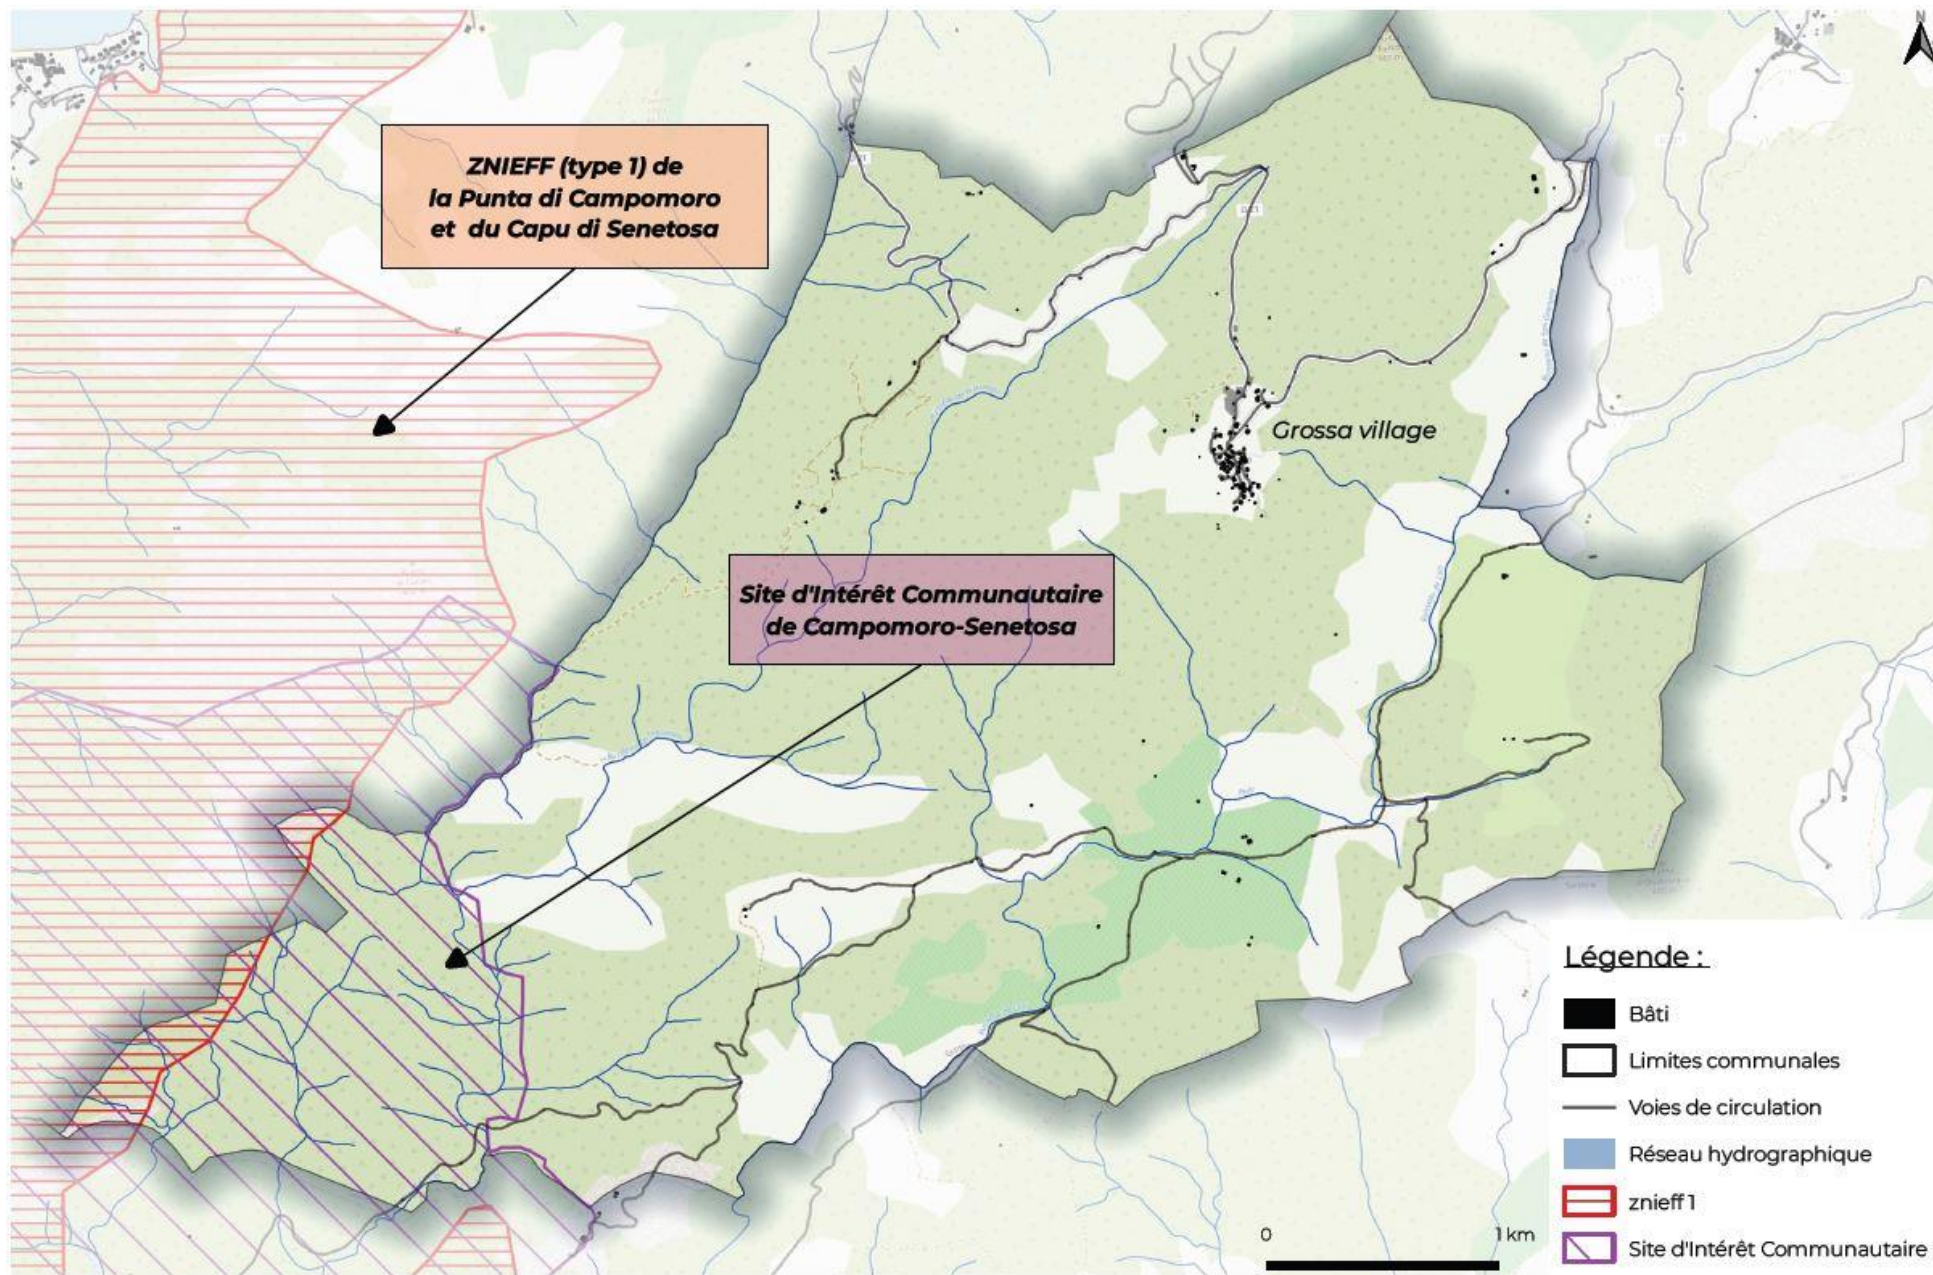 N
ZNIEFF (type 1) de
la Punta di Campomoro
et du Capu di Senetosa
Grossa village
Site d'Intérêt Communautaire
de Campomoro-Senetosa
Légende :
Bâti
Limites communales
Voies de circulation
Réseau hydrographique
znieff 1
Site d'Intérêt Communautaire
0
1 km